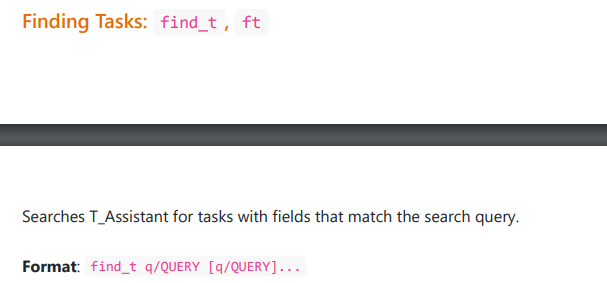 Finding Tasks: find_t , ft
Searches T_Assistant for tasks with fields that match the search query.
Format: find_t q/QUERY [q/QUERY]...